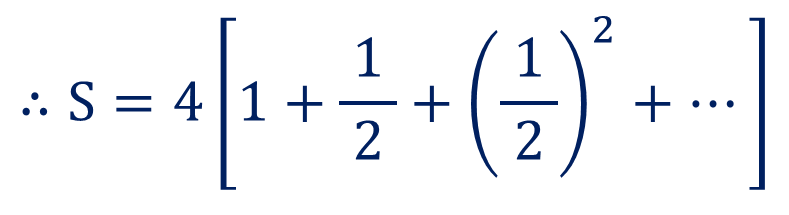 ∴ S = 4 [1 + 1/2 + (1/2)² + ⋯]